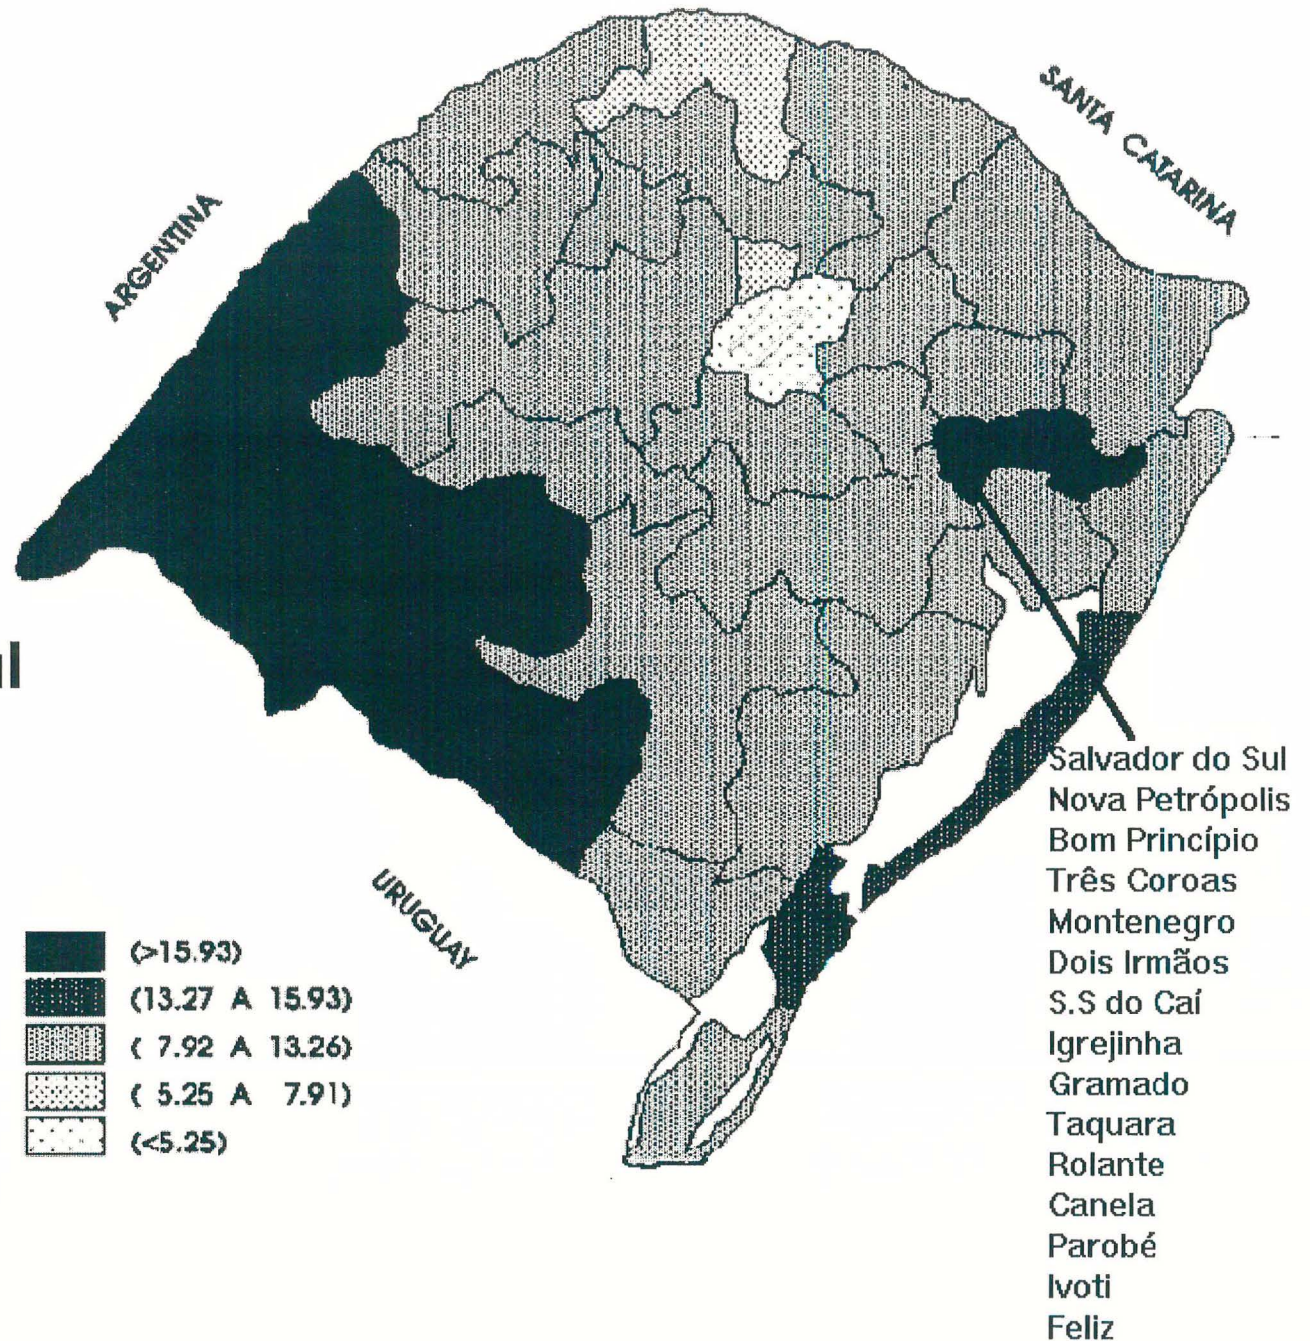 SANTA CATARINA
ARGENTINA
ul
URUGUAY
(>15.93)
(13.27 A 15.93)
( 7.92 A 13.26)
( 5.25 A 7.91)
(<5.25)
Salvador do Sul
Nova Petrópolis
Bom Princípio
Três Coroas
Montenegro
Dois Irmãos
S.S do Caí
Igrejinha
Gramado
Taquara
Rolante
Canela
Parobé
Ivoti
Feliz